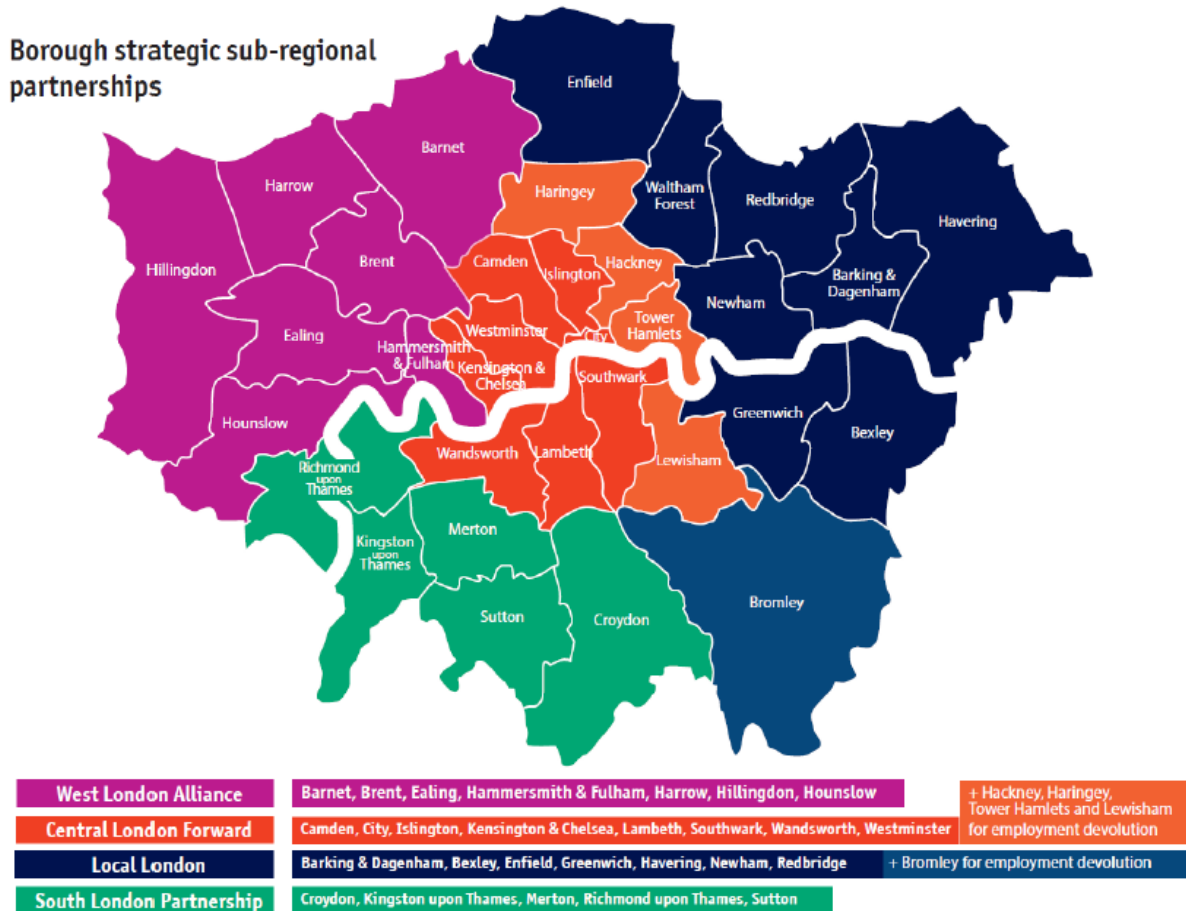 Borough strategic sub-regional
partnerships
Enfield
Barnet
Harrow
Haringey
Waltham
Forest
Redbridge
Havering
Hillingdon
Brent
Camden
Islington
Hackney
Barking &
Dagenham
Newham
Ealing
Westminster
Tower
Hamlets
City
Hammersmith
& Fulham
Kensington &
Chelsea
Southwark
Hounslow
Greenwich
Bexley
Wandsworth
Lambeth
Lewisham
Richmond
upon
Thames
Merton
Kingston
upon
Thames
Bromley
Sutton
Croydon
West London Alliance
Barnet, Brent, Ealing, Hammersmith & Fulham, Harrow, Hillingdon, Hounslow
+ Hackney, Haringey,
Tower Hamlets and Lewisham
for employment devolution
Central London Forward
Camden, City, Islington, Kensington & Chelsea, Lambeth, Southwark, Wandsworth, Westminster
Local London
Barking & Dagenham, Bexley, Enfield, Greenwich, Havering, Newham, Redbridge
+ Bromley for employment devolution
South London Partnership
Croydon, Kingston upon Thames, Merton, Richmond upon Thames, Sutton